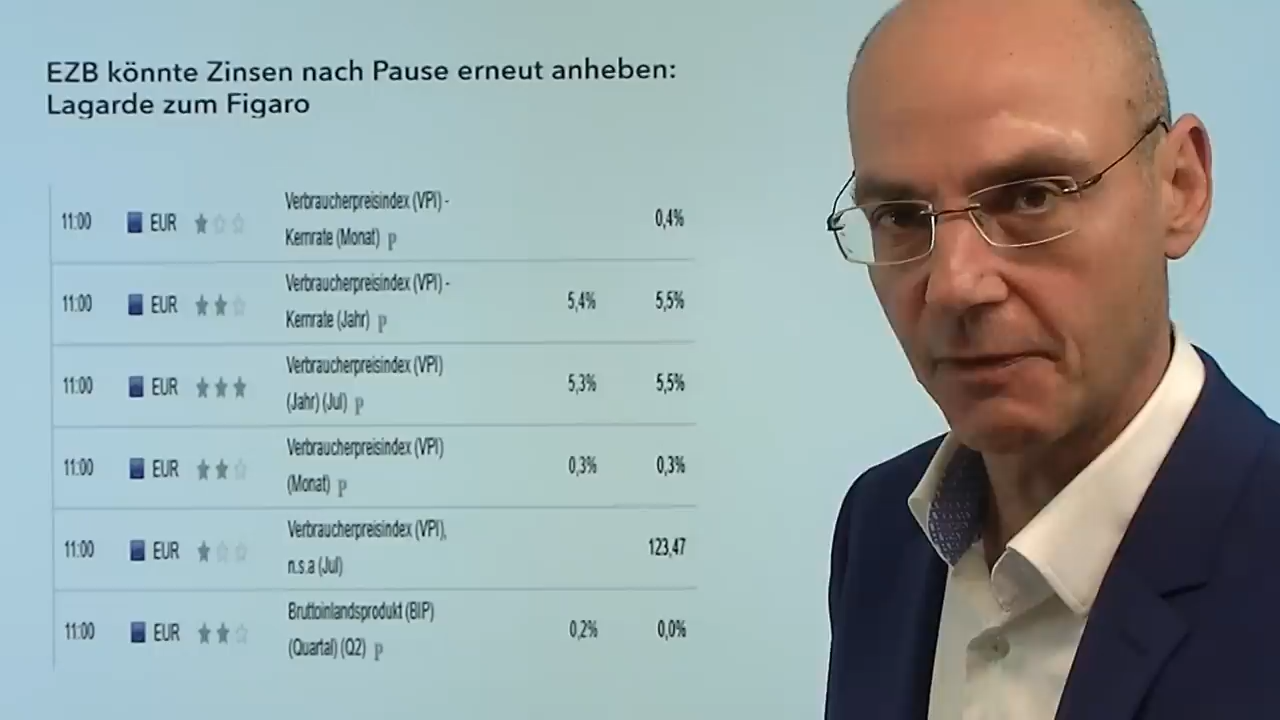 EZB könnte Zinsen nach Pause erneut anheben:
Lagarde zum Figaro
11:00 EUR Verbraucherpreisindex (VPI) - 0,4%
Kernrate (Monat) p
11:00 EUR Verbraucherpreisindex (VPI) - 5,4% 5,5%
Kernrate (Jahr) p
11:00 EUR Verbraucherpreisindex (VPI) 5,3% 5,5%
(Jahr) (Jul) p
11:00 EUR Verbraucherpreisindex (VPI) 0,3% 0,3%
(Monat) p
11:00 EUR Verbraucherpreisindex (VPI), 123,47
n.s.a (Jul)
11:00 EUR Bruttoinlandsprodukt (BIP) 0,2% 0,0%
(Quartal) (Q2) p